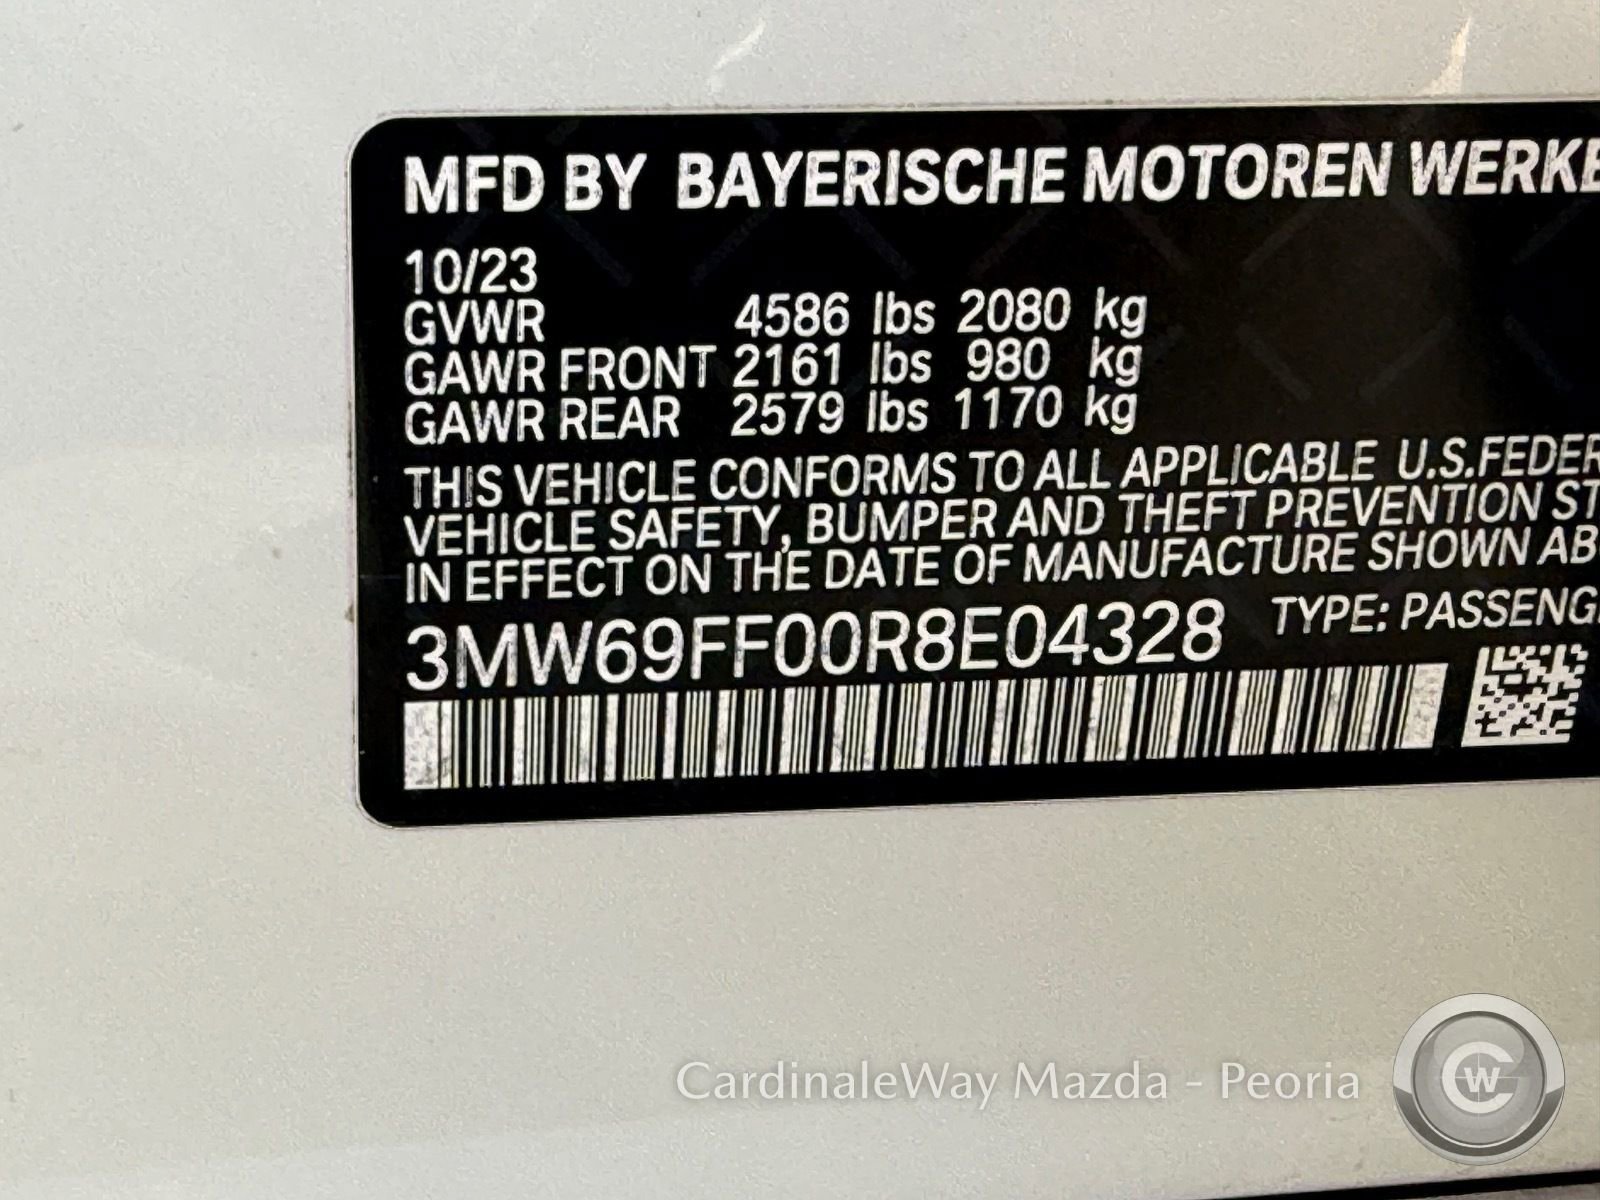 MFD BY BAYERISCHE MOTOREN WERKE
10/23
GVWR 4586 lbs 2080 kg
GAWR FRONT 2161 lbs 980 kg
GAWR REAR 2579 lbs 1170 kg
THIS VEHICLE CONFORMS TO ALL APPLICABLE U.S.FEDER
VEHICLE SAFETY, BUMPER AND THEFT PREVENTION ST
IN EFFECT ON THE DATE OF MANUFACTURE SHOWN AB
3MW69FF00R8E04328 TYPE: PASSENG
CardinaleWay Mazda - Peoria
CW